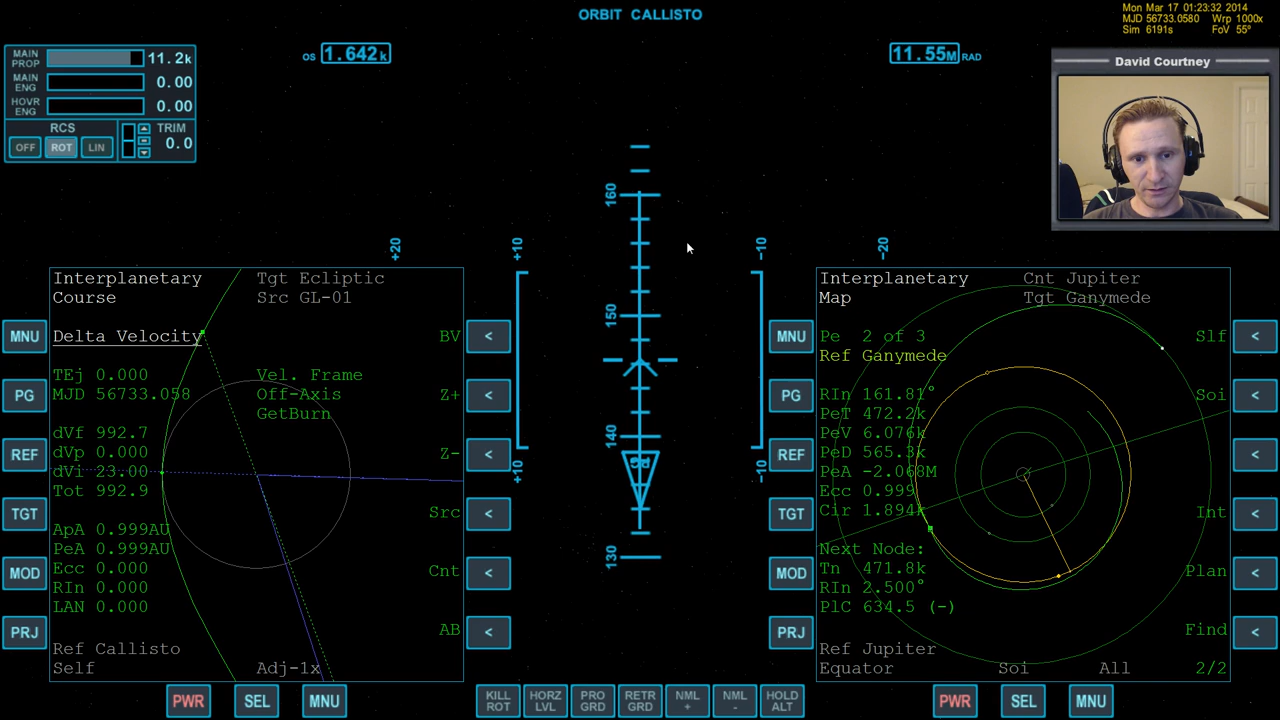 ORBIT CALLISTO
Mon Mar 17 01:23:32 2014
MJD 56733.0580 Wrp 1000x
Sim 6191s FoV 55°
David Courtney
MAIN PROP 11.2k
MAIN ENG 0.00
HOVR ENG 0.00
RCS TRIM
OFF ROT LIN 0.0
OS 1.642k
11.55M RAD
160
150
140
130
+20 +10 -10 -20
+10 -10
Interplanetary Tgt Ecliptic
Course Src GL-01
Delta Velocity
TEj 0.000 Vel. Frame
MJD 56733.058 Off-Axis
GetBurn
dVf 992.7
dVp 0.000
dVi 23.00
Tot 992.9
ApA 0.999AU
PeA 0.999AU
Ecc 0.000
RIn 0.000
LAN 0.000
Ref Callisto
Self Adj-1x
MNU
PG
REF
TGT
MOD
PRJ
BV <
Z+ <
Z- <
Src <
Cnt <
AB <
PWR SEL MNU
KILL ROT
HORZ LVL
PRO GRD
RETR GRD
NML +
NML -
HOLD ALT
Interplanetary Cnt Jupiter
Map Tgt Ganymede
Pe 2 of 3
Ref Ganymede
RIn 161.81°
PeT 472.2k
PeV 6.076k
PeD 565.3k
PeA -2.068M
Ecc 0.999
Cir 1.894k
Next Node:
Tn 471.8k
RIn 2.500°
PlC 634.5 (-)
Ref Jupiter
Equator Soi All 2/2
MNU
PG
REF
TGT
MOD
PRJ
Slf <
Soi <
<
Int <
Plan <
Find <
PWR SEL MNU